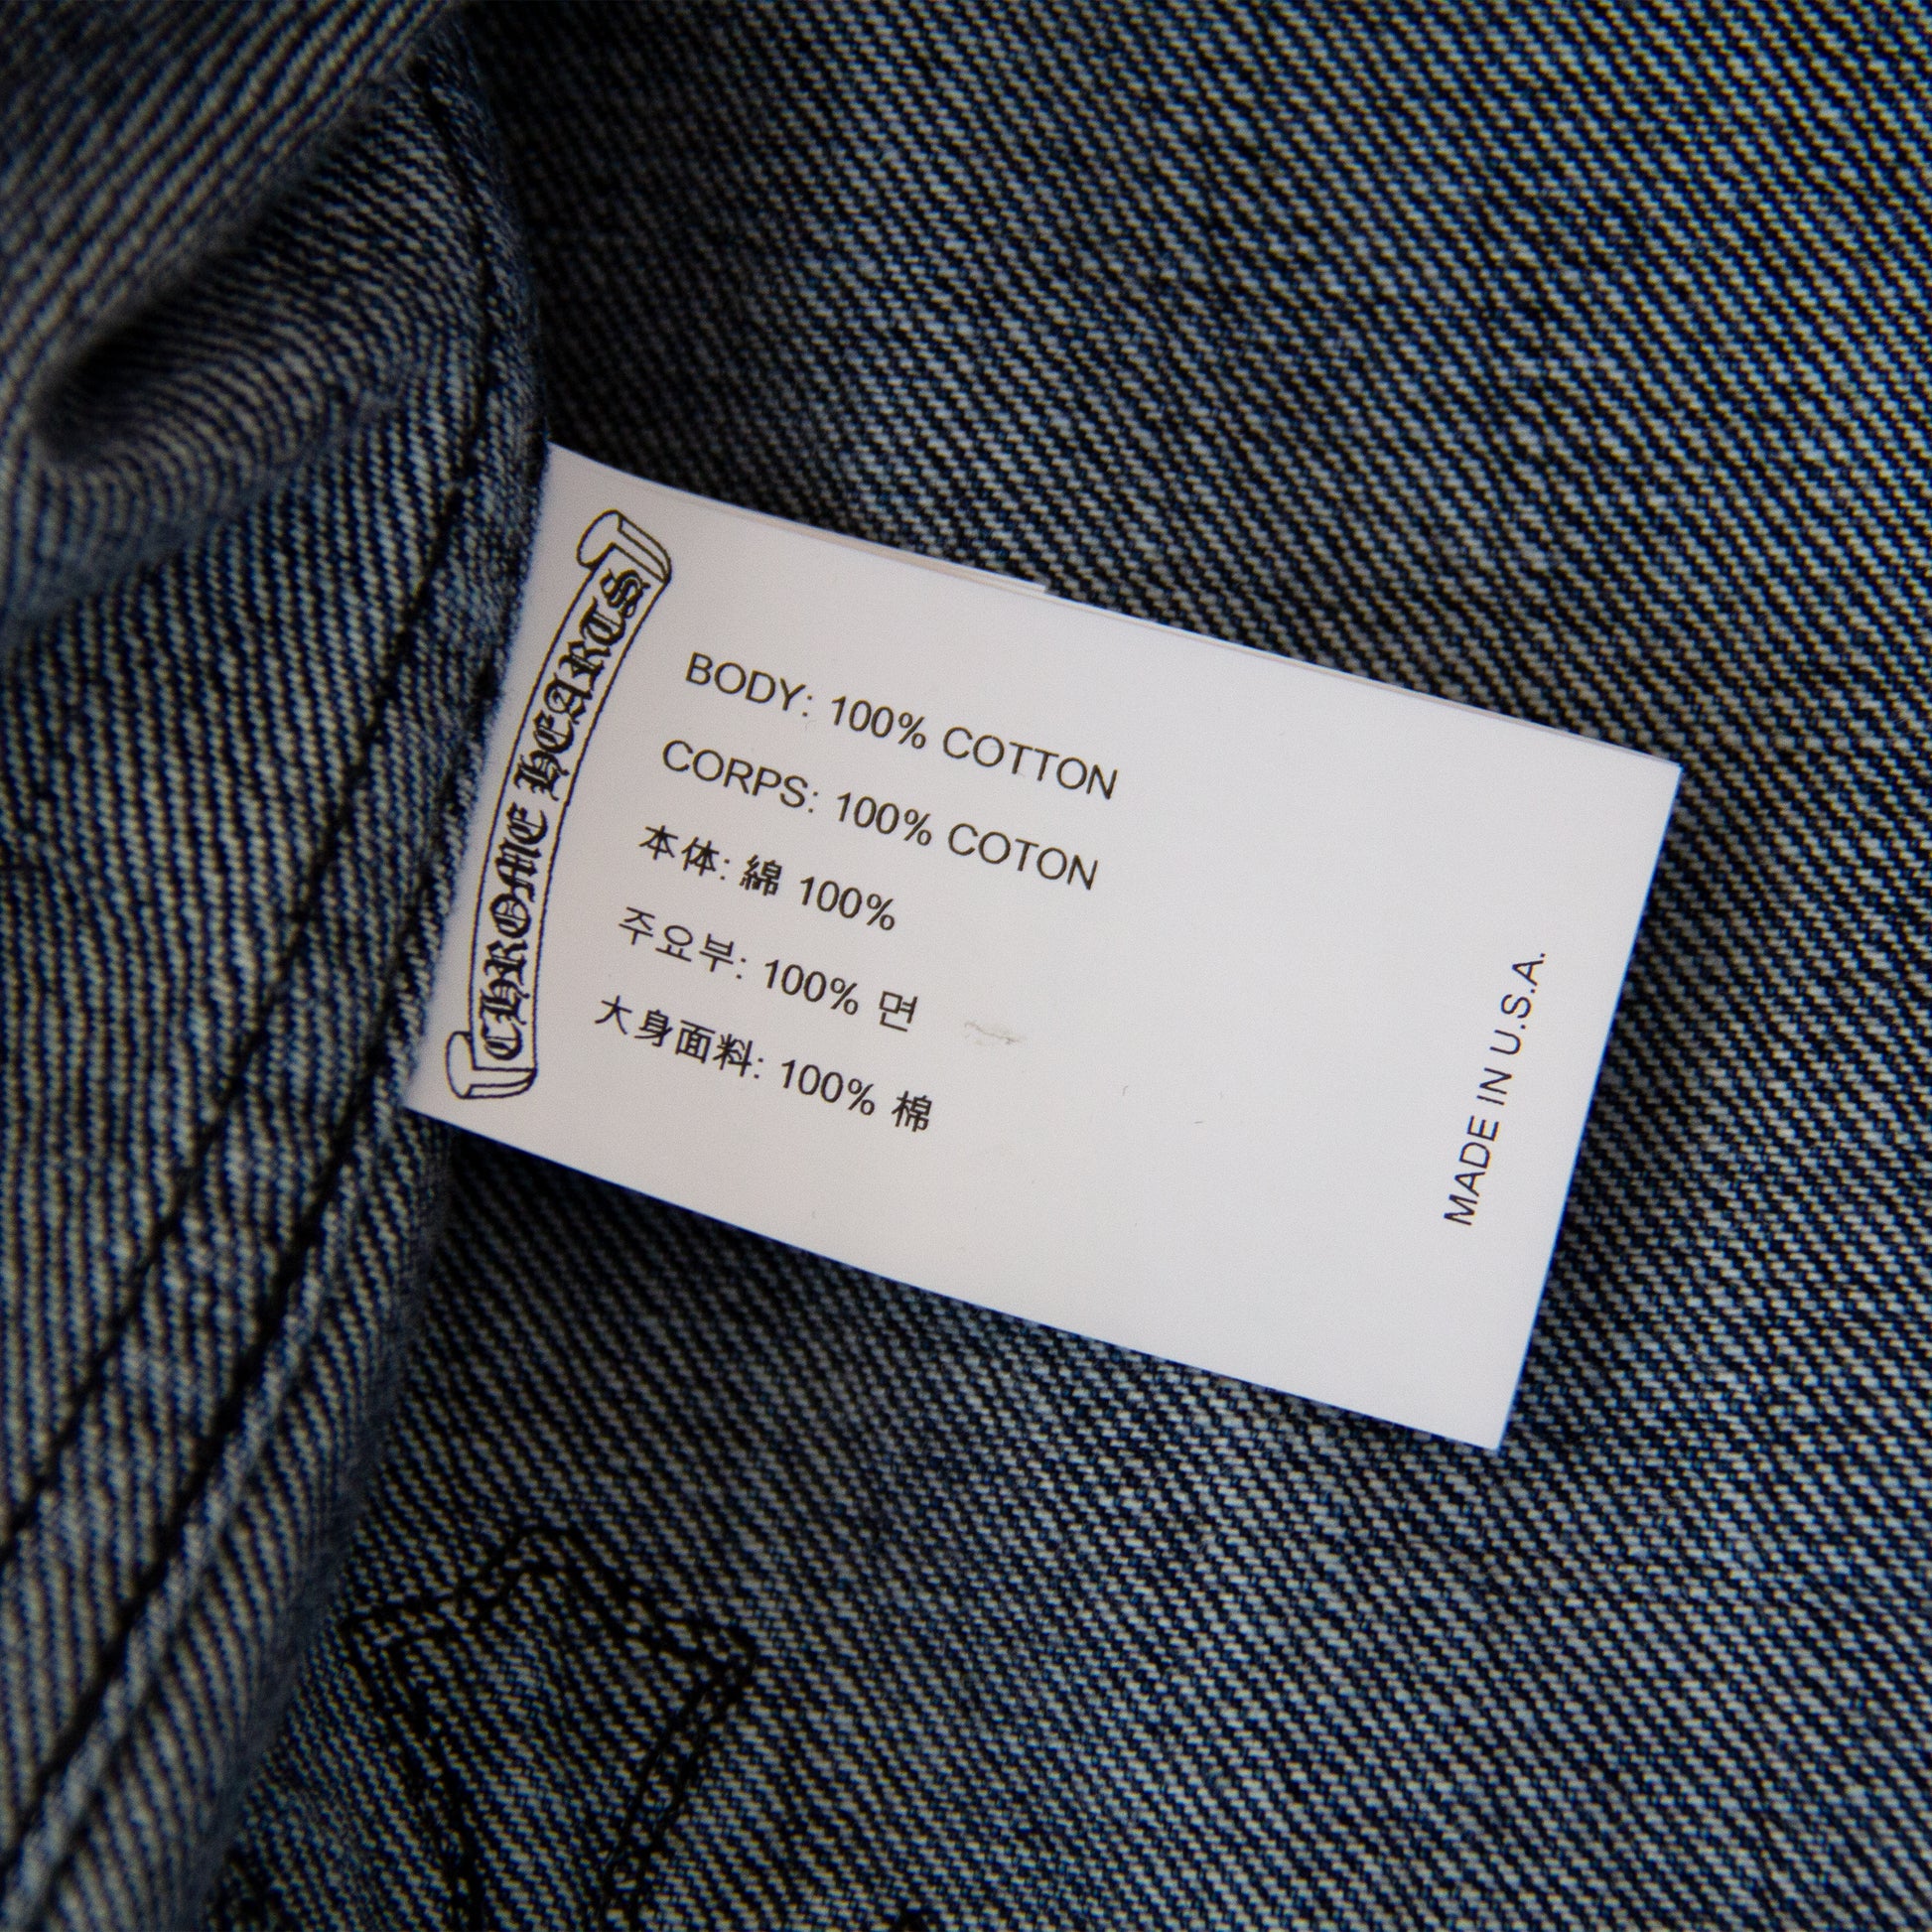 CHROME HEARTS
BODY: 100% COTTON
CORPS: 100% COTON
本体: 綿 100%
주요부: 100% 면
大身面料: 100% 棉
MADE IN U.S.A.